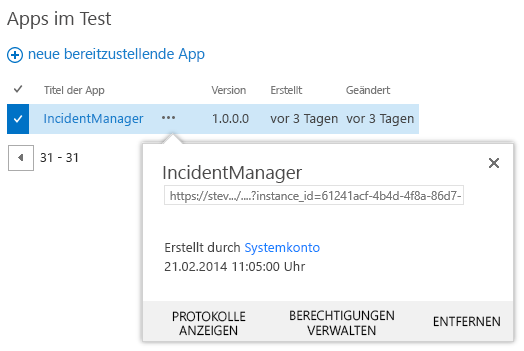 Apps im Test
neue bereitzustellende App
Titel der App Version Erstellt Geändert
IncidentManager ... 1.0.0.0 vor 3 Tagen vor 3 Tagen
31 - 31
IncidentManager
https://stev.../....?instance_id=61241acf-4b4d-4f8a-86d7-
Erstellt durch Systemkonto
21.02.2014 11:05:00 Uhr
PROTOKOLLE ANZEIGEN
BERECHTIGUNGEN VERWALTEN
ENTFERNEN